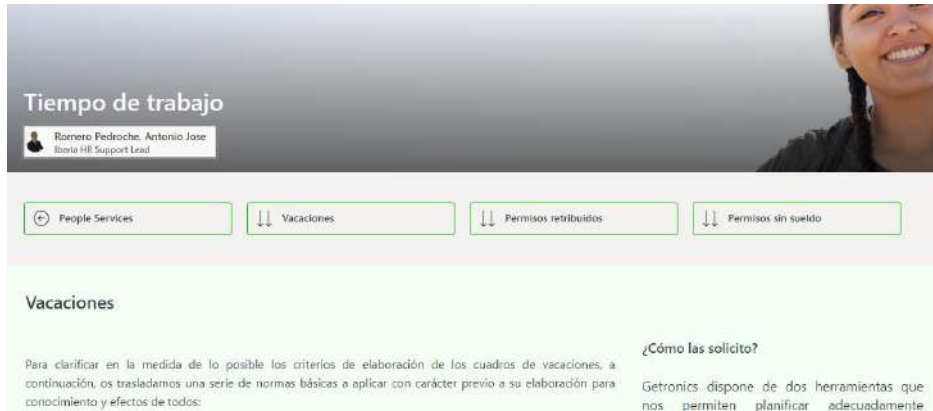 Tiempo de trabajo
Romero Pedroche, Antonio Jose
Iberia HR Support Lead
People Services
Vacaciones
Permisos retribuidos
Permisos sin sueldo
Vacaciones
Para clarificar en la medida de lo posible los criterios de elaboración de los cuadros de vacaciones, a
continuación, os trasladamos una serie de normas básicas a aplicar con carácter previo a su elaboración para
conocimiento y efectos de todos:
¿Cómo las solicito?
Getronics dispone de dos herramientas que
nos permiten planificar adecuadamente